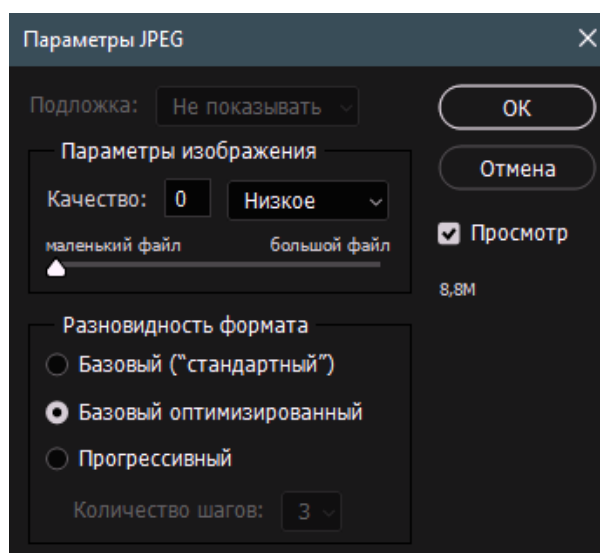 Параметры JPEG
Подложка: Не показывать
ОК
Параметры изображения
Отмена
Качество: 0 Низкое
Просмотр
маленький файл большой файл
8,8M
Разновидность формата
Базовый (“стандартный”)
Базовый оптимизированный
Прогрессивный
Количество шагов: 3